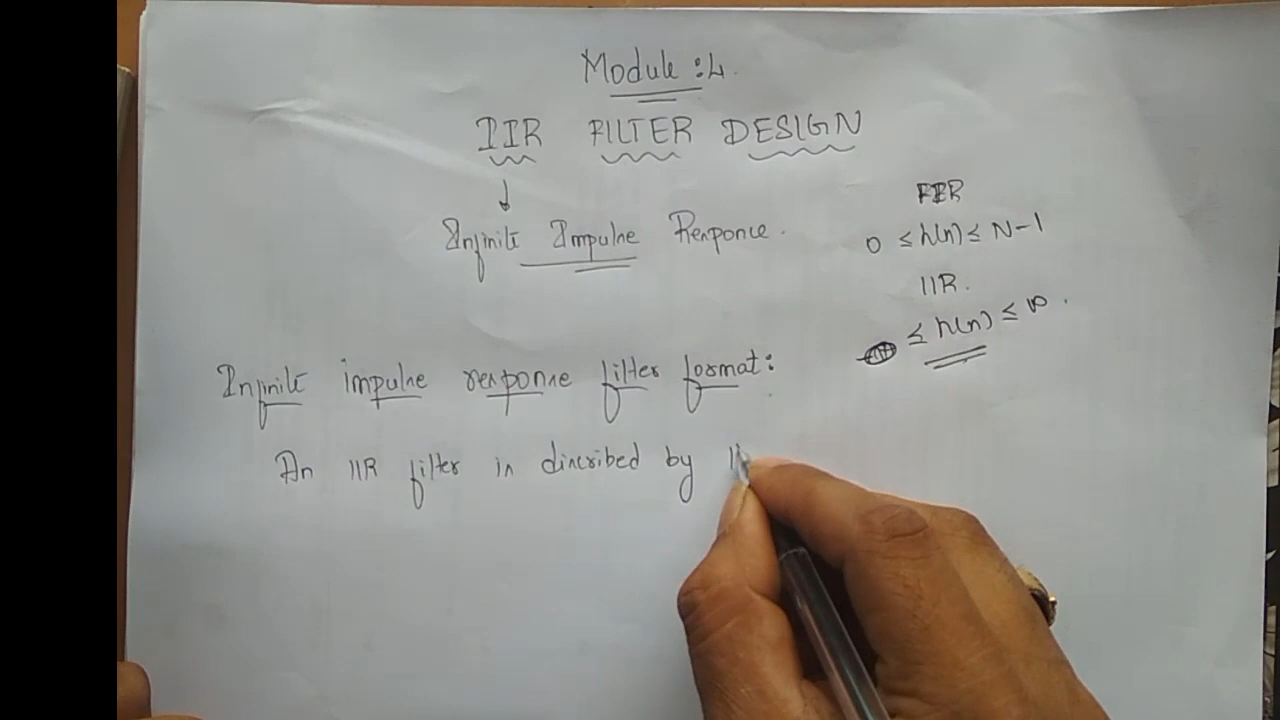 Module : 4.
IIR FILTER DESIGN
Infinite Impulse Responce.
FIR
0 ≤ h(n) ≤ N-1
IIR.
≤ h(n) ≤ ∞.
Infinite impulse response filter format:
An IIR filter is discribed by